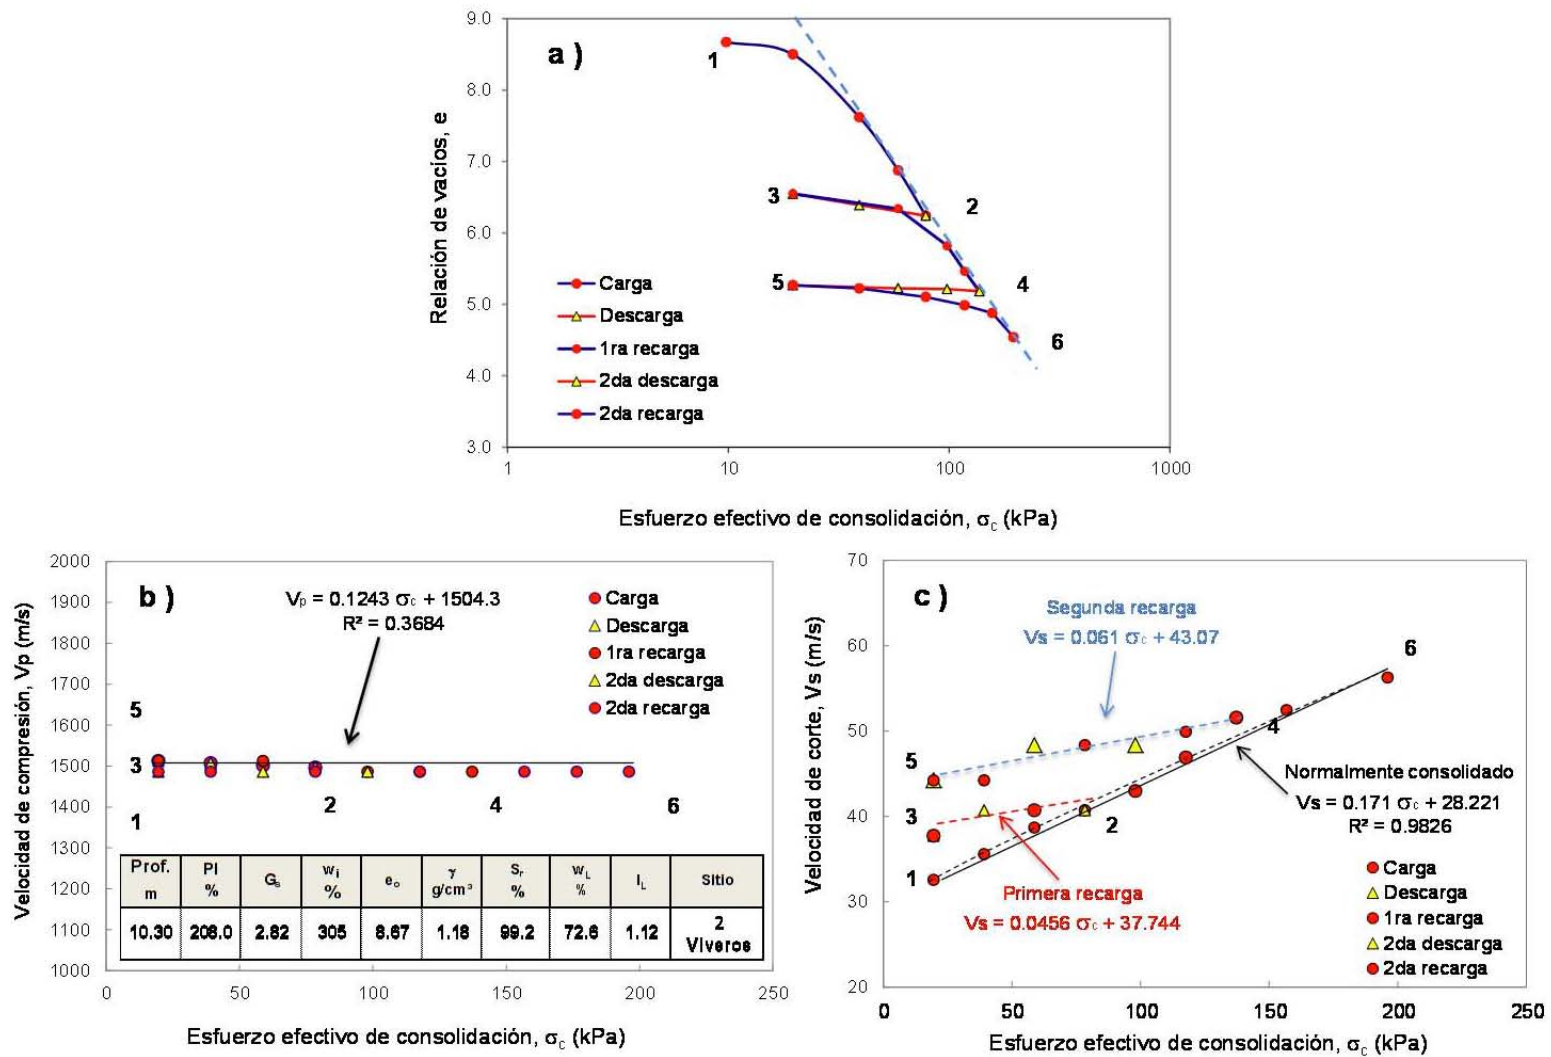 a )
9.0
8.0
7.0
6.0
5.0
4.0
3.0
Relación de vacíos, e
1
2
3
4
5
6
Carga
Descarga
1ra recarga
2da descarga
2da recarga
1
10
100
1000
Esfuerzo efectivo de consolidación, σc (kPa)
b )
2000
1900
1800
1700
1600
1500
1400
1300
1200
1100
1000
Velocidad de compresión, Vp (m/s)
Vp = 0.1243 σc + 1504.3
R² = 0.3684
Carga
Descarga
1ra recarga
2da descarga
2da recarga
5
3
1
2
4
6
Prof. m PI % Gs wi % eo γ g/cm³ Sr % wL % IL Sitio
10.30 208.0 2.82 305 8.67 1.18 99.2 72.6 1.12 2 Viveros
0
50
100
150
200
250
Esfuerzo efectivo de consolidación, σc (kPa)
c )
70
60
50
40
30
20
Velocidad de corte, Vs (m/s)
Segunda recarga
Vs = 0.061 σc + 43.07
6
5
4
3
2
1
Normalmente consolidado
Vs = 0.171 σc + 28.221
R² = 0.9826
Primera recarga
Vs = 0.0456 σc + 37.744
Carga
Descarga
1ra recarga
2da descarga
2da recarga
0
50
100
150
200
250
Esfuerzo efectivo de consolidación, σc (kPa)